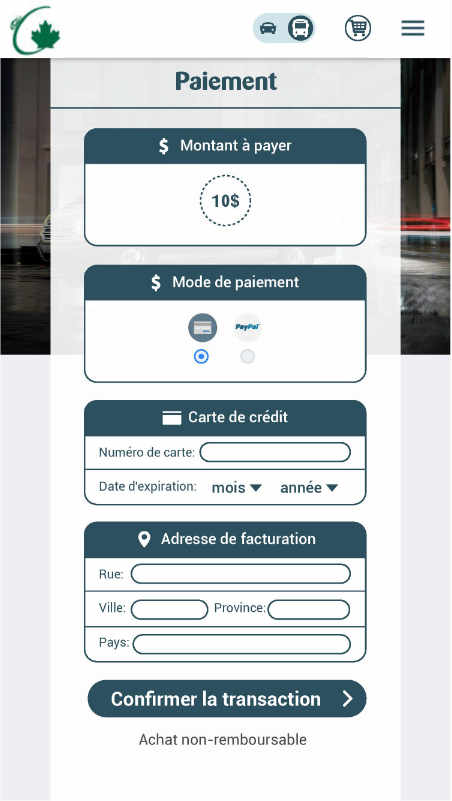 Paiement
$ Montant à payer
10$
$ Mode de paiement
PayPal
Carte de crédit
Numéro de carte:
Date d'expiration: mois année
Adresse de facturation
Rue:
Ville: Province:
Pays:
Confirmer la transaction
Achat non-remboursable